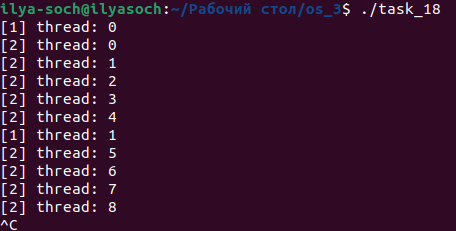 ilya-soch@ilyasoch:~/Рабочий стол/os_3$ ./task_18
[1] thread: 0
[2] thread: 0
[2] thread: 1
[2] thread: 2
[2] thread: 3
[2] thread: 4
[1] thread: 1
[2] thread: 5
[2] thread: 6
[2] thread: 7
[2] thread: 8
^C